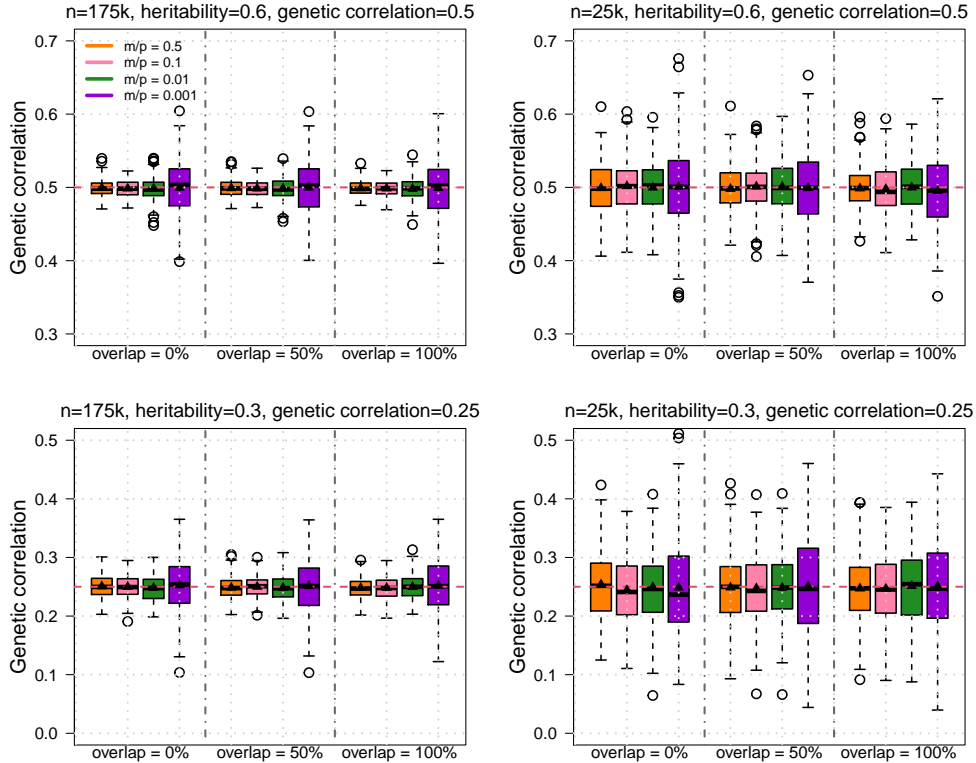 n=175k, heritability=0.6, genetic correlation=0.5
Genetic correlation
0.7
0.6
0.5
0.4
0.3
m/p = 0.5
m/p = 0.1
m/p = 0.01
m/p = 0.001
overlap = 0%
overlap = 50%
overlap = 100%
n=25k, heritability=0.6, genetic correlation=0.5
Genetic correlation
0.7
0.6
0.5
0.4
0.3
overlap = 0%
overlap = 50%
overlap = 100%
n=175k, heritability=0.3, genetic correlation=0.25
Genetic correlation
0.5
0.4
0.3
0.2
0.1
0.0
overlap = 0%
overlap = 50%
overlap = 100%
n=25k, heritability=0.3, genetic correlation=0.25
Genetic correlation
0.5
0.4
0.3
0.2
0.1
0.0
overlap = 0%
overlap = 50%
overlap = 100%